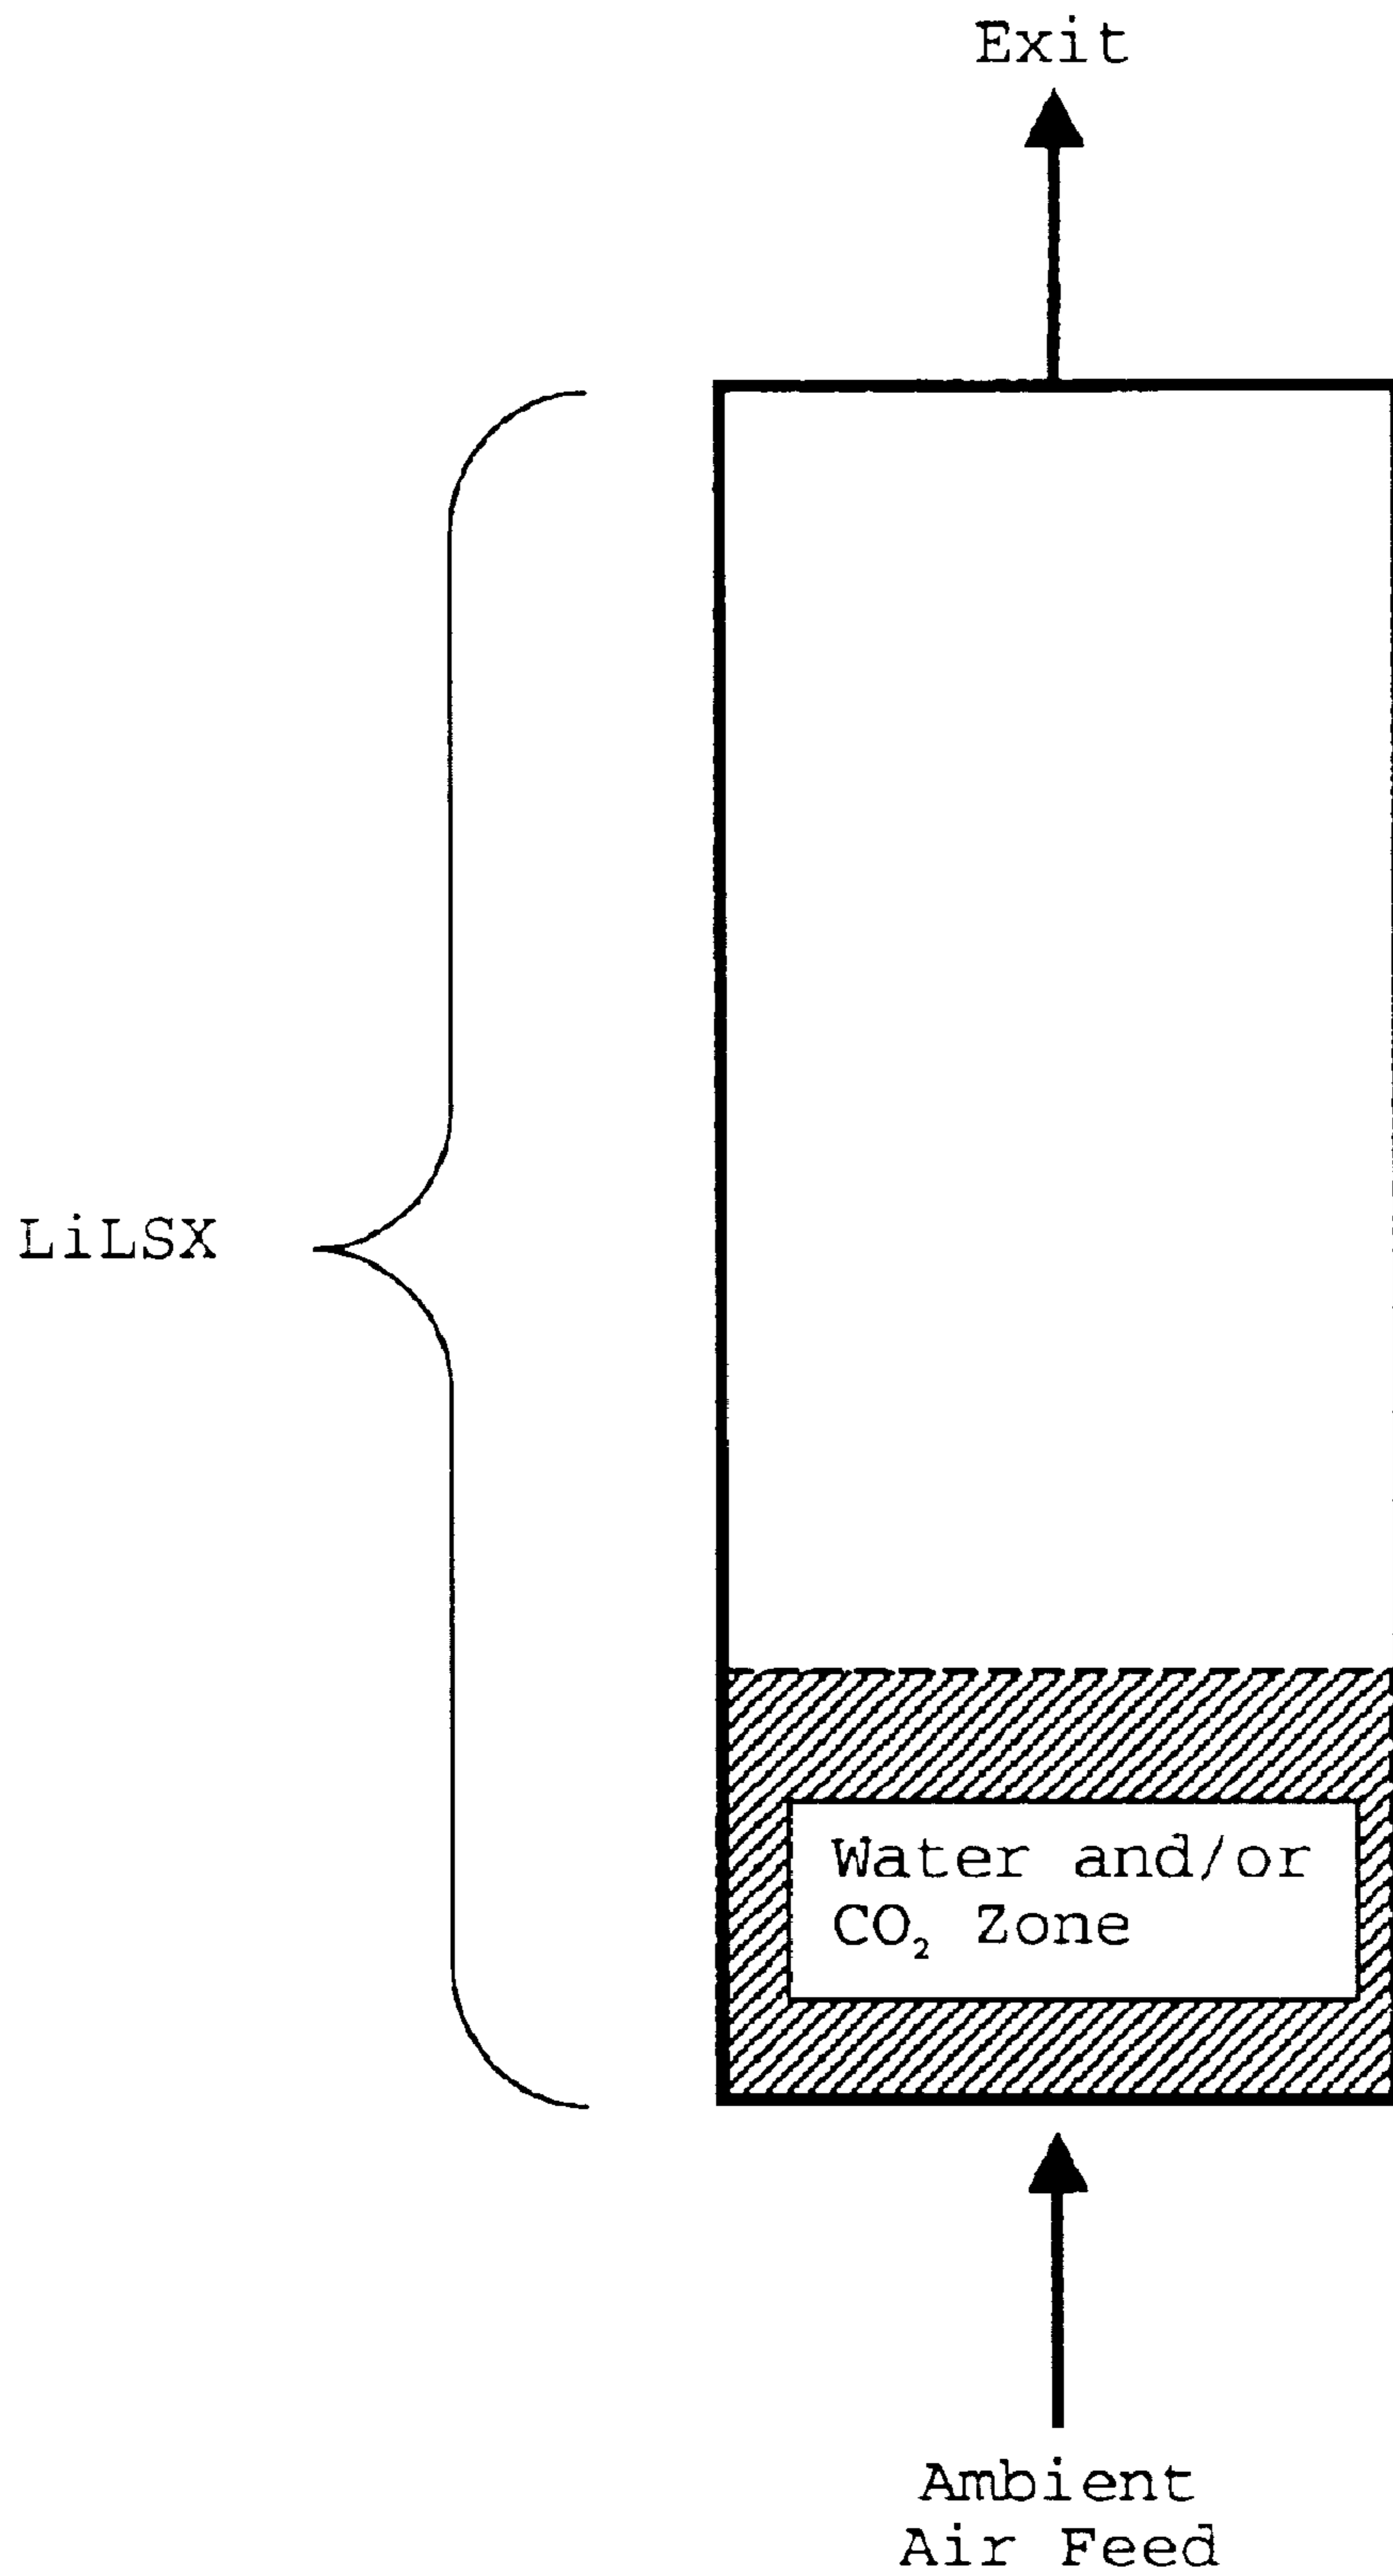 Exit
LiLSX
Water and/or
CO₂ Zone
Ambient
Air Feed